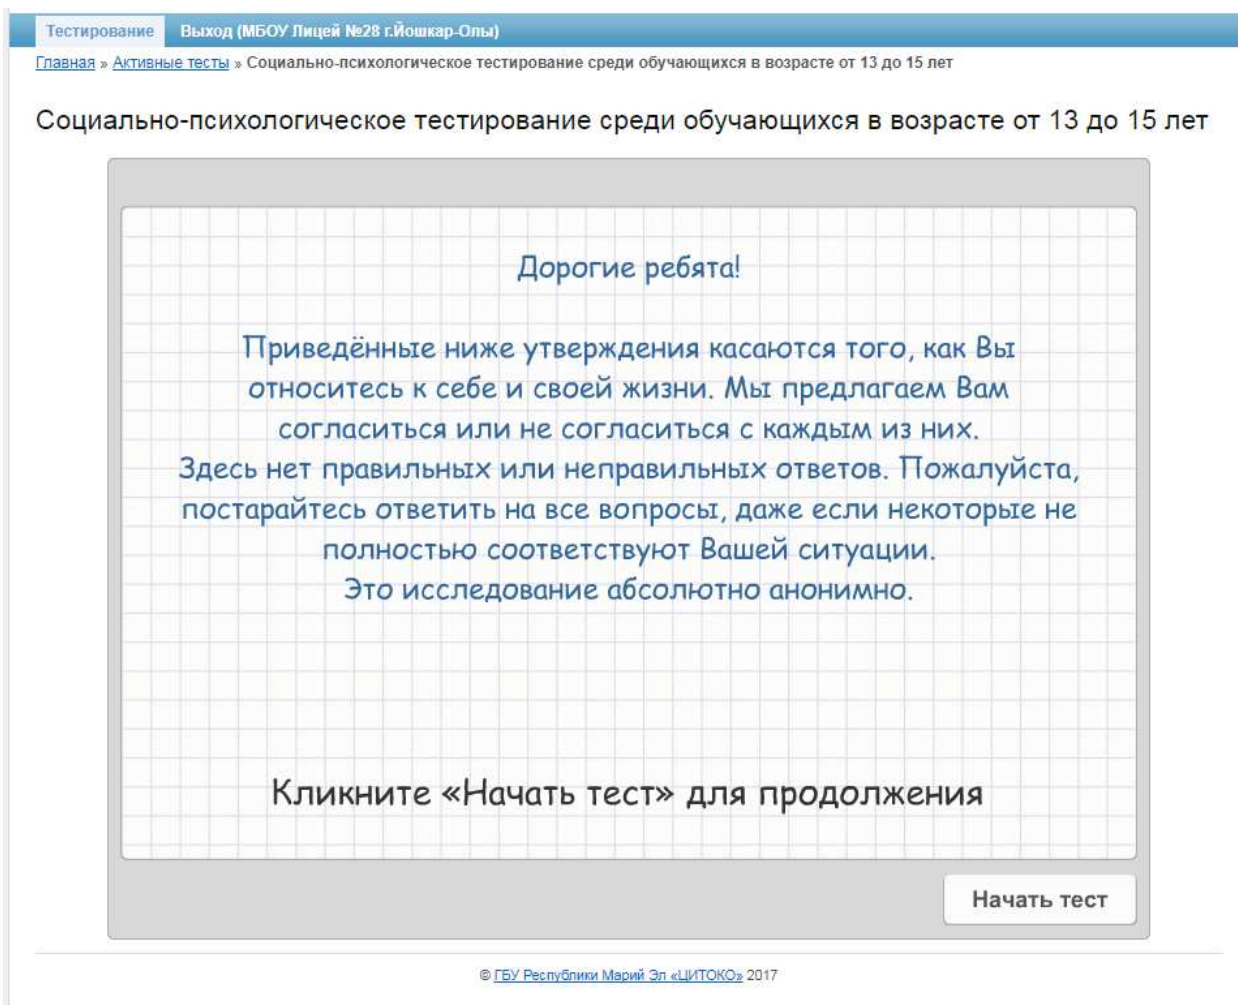 Тестирование Выход (МБОУ Лицей №28 г.Йошкар-Олы)
Главная » Активные тесты » Социально-психологическое тестирование среди обучающихся в возрасте от 13 до 15 лет
Социально-психологическое тестирование среди обучающихся в возрасте от 13 до 15 лет
Дорогие ребята!
Приведённые ниже утверждения касаются того, как Вы
относитесь к себе и своей жизни. Мы предлагаем Вам
согласиться или не согласиться с каждым из них.
Здесь нет правильных или неправильных ответов. Пожалуйста,
постарайтесь ответить на все вопросы, даже если некоторые не
полностью соответствуют Вашей ситуации.
Это исследование абсолютно анонимно.
Кликните «Начать тест» для продолжения
Начать тест
© ГБУ Республики Марий Эл «ЦИТОКО» 2017